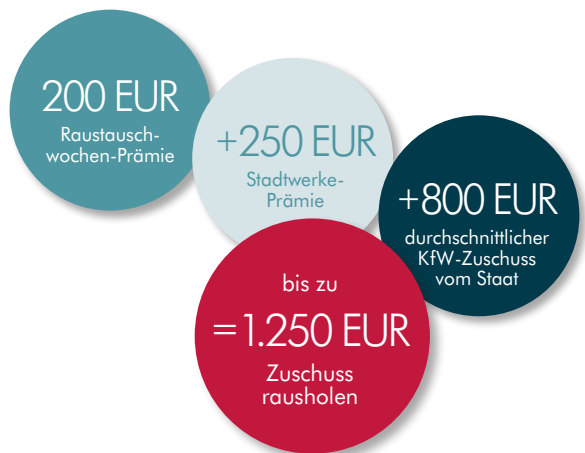 200 EUR
Raustausch-
wochen-Prämie
+250 EUR
Stadtwerke-
Prämie
+800 EUR
durchschnittlicher
KfW-Zuschuss
vom Staat
bis zu
=1.250 EUR
Zuschuss
rausholen